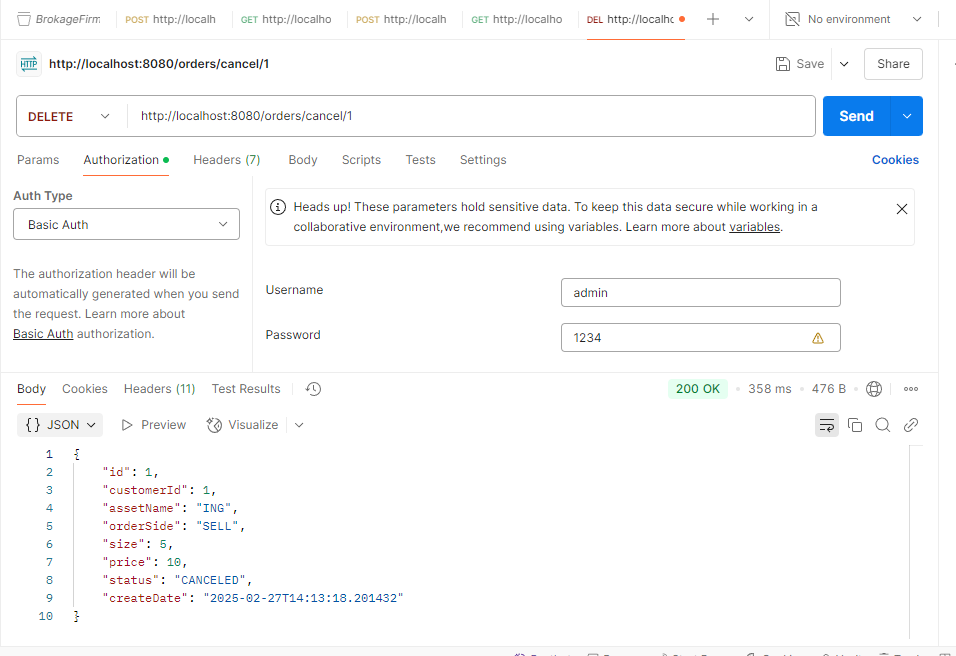 BrokageFirm POST http://localh GET http://localho POST http://localh GET http://localho DEL http://localhc No environment
HTTP http://localhost:8080/orders/cancel/1 Save Share
DELETE http://localhost:8080/orders/cancel/1 Send
Params Authorization Headers (7) Body Scripts Tests Settings Cookies
Auth Type
Basic Auth
The authorization header will be
automatically generated when you send
the request. Learn more about
Basic Auth authorization.
Heads up! These parameters hold sensitive data. To keep this data secure while working in a
collaborative environment,we recommend using variables. Learn more about variables.
Username admin
Password 1234
Body Cookies Headers (11) Test Results 200 OK 358 ms 476 B
{} JSON Preview Visualize
1 {
2 "id": 1,
3 "customerId": 1,
4 "assetName": "ING",
5 "orderSide": "SELL",
6 "size": 5,
7 "price": 10,
8 "status": "CANCELED",
9 "createDate": "2025-02-27T14:13:18.201432"
10 }